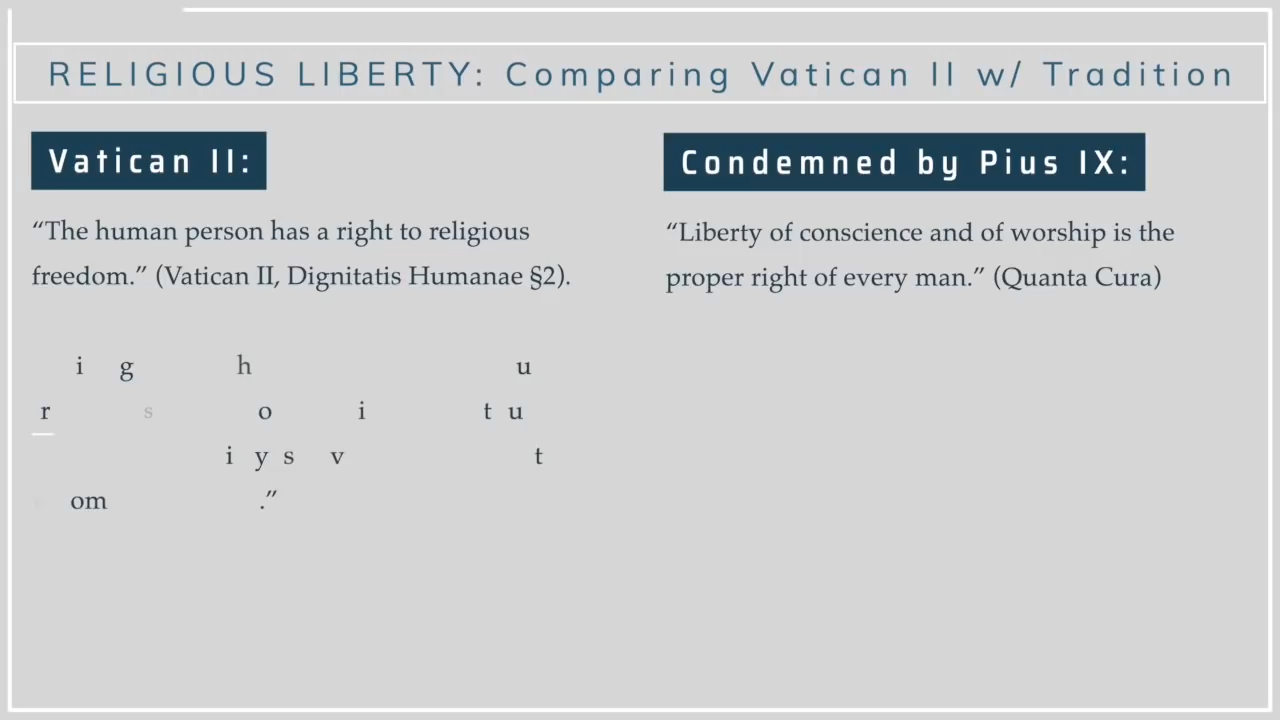 RELIGIOUS LIBERTY: Comparing Vatican II w/ Tradition
Vatican II:
“The human person has a right to religious
freedom.” (Vatican II, Dignitatis Humanae §2).
i g h u
r s o i t u
i y s v t
om .”
Condemned by Pius IX:
“Liberty of conscience and of worship is the
proper right of every man.” (Quanta Cura)